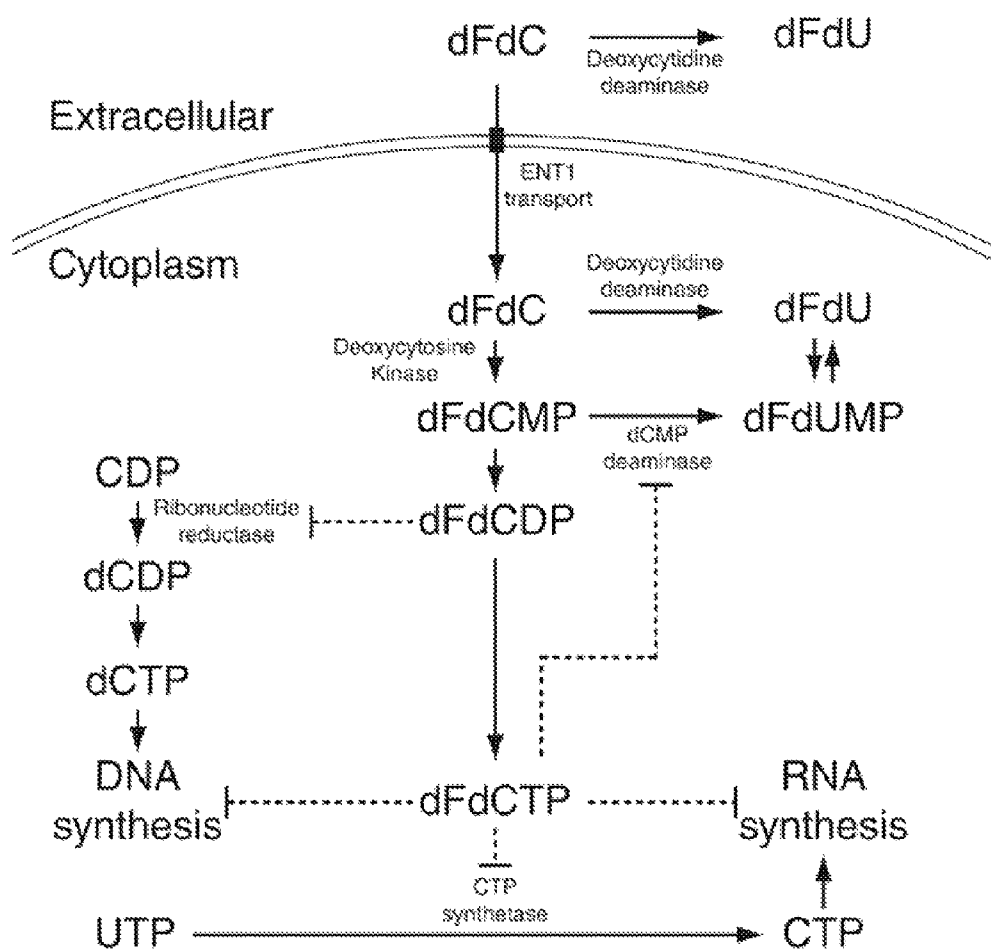 dFdC
dFdU
Deoxycytidine
deaminase
Extracellular
ENT1
transport
Cytoplasm
Deoxycytidine
deaminase
dFdC
dFdU
Deoxycytosine
Kinase
dFdCMP
dFdUMP
dCMP
deaminase
CDP
Ribonucleotide
reductase
dFdCDP
dCDP
dCTP
DNA
synthesis
dFdCTP
RNA
synthesis
CTP
synthetase
UTP
CTP